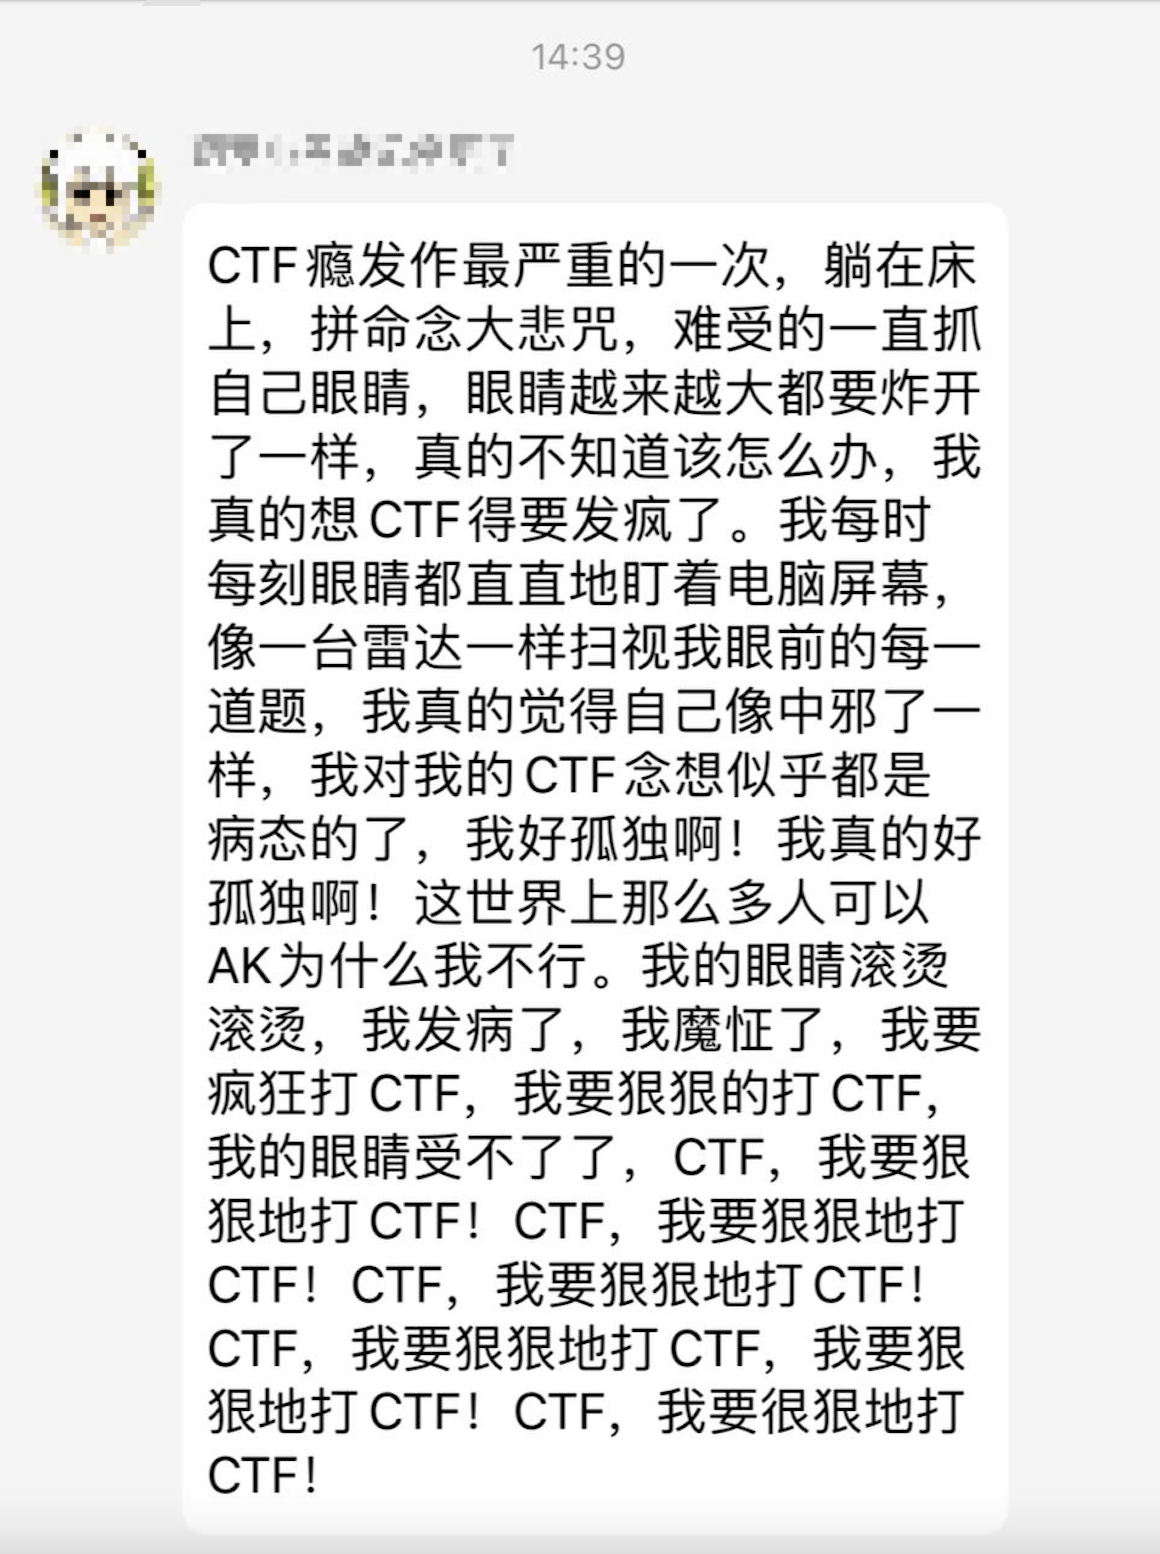 14:39
CTF瘾发作最严重的一次，躺在床
上，拼命念大悲咒，难受的一直抓
自己眼睛，眼睛越来越大都要炸开
了一样，真的不知道该怎么办，我
真的想CTF得要发疯了。我每时
每刻眼睛都直直地盯着电脑屏幕，
像一台雷达一样扫视我眼前的每一
道题，我真的觉得自己像中邪了一
样，我对我的CTF念想似乎都是
病态的了，我好孤独啊！我真的好
孤独啊！这世界上那么多人可以
AK为什么我不行。我的眼睛滚烫
滚烫，我发病了，我魔怔了，我要
疯狂打CTF，我要狠狠的打CTF，
我的眼睛受不了了，CTF，我要狠
狠地打CTF！CTF，我要狠狠地打
CTF！CTF，我要狠狠地打CTF！
CTF，我要狠狠地打CTF，我要狠
狠地打CTF！CTF，我要很狠地打
CTF！